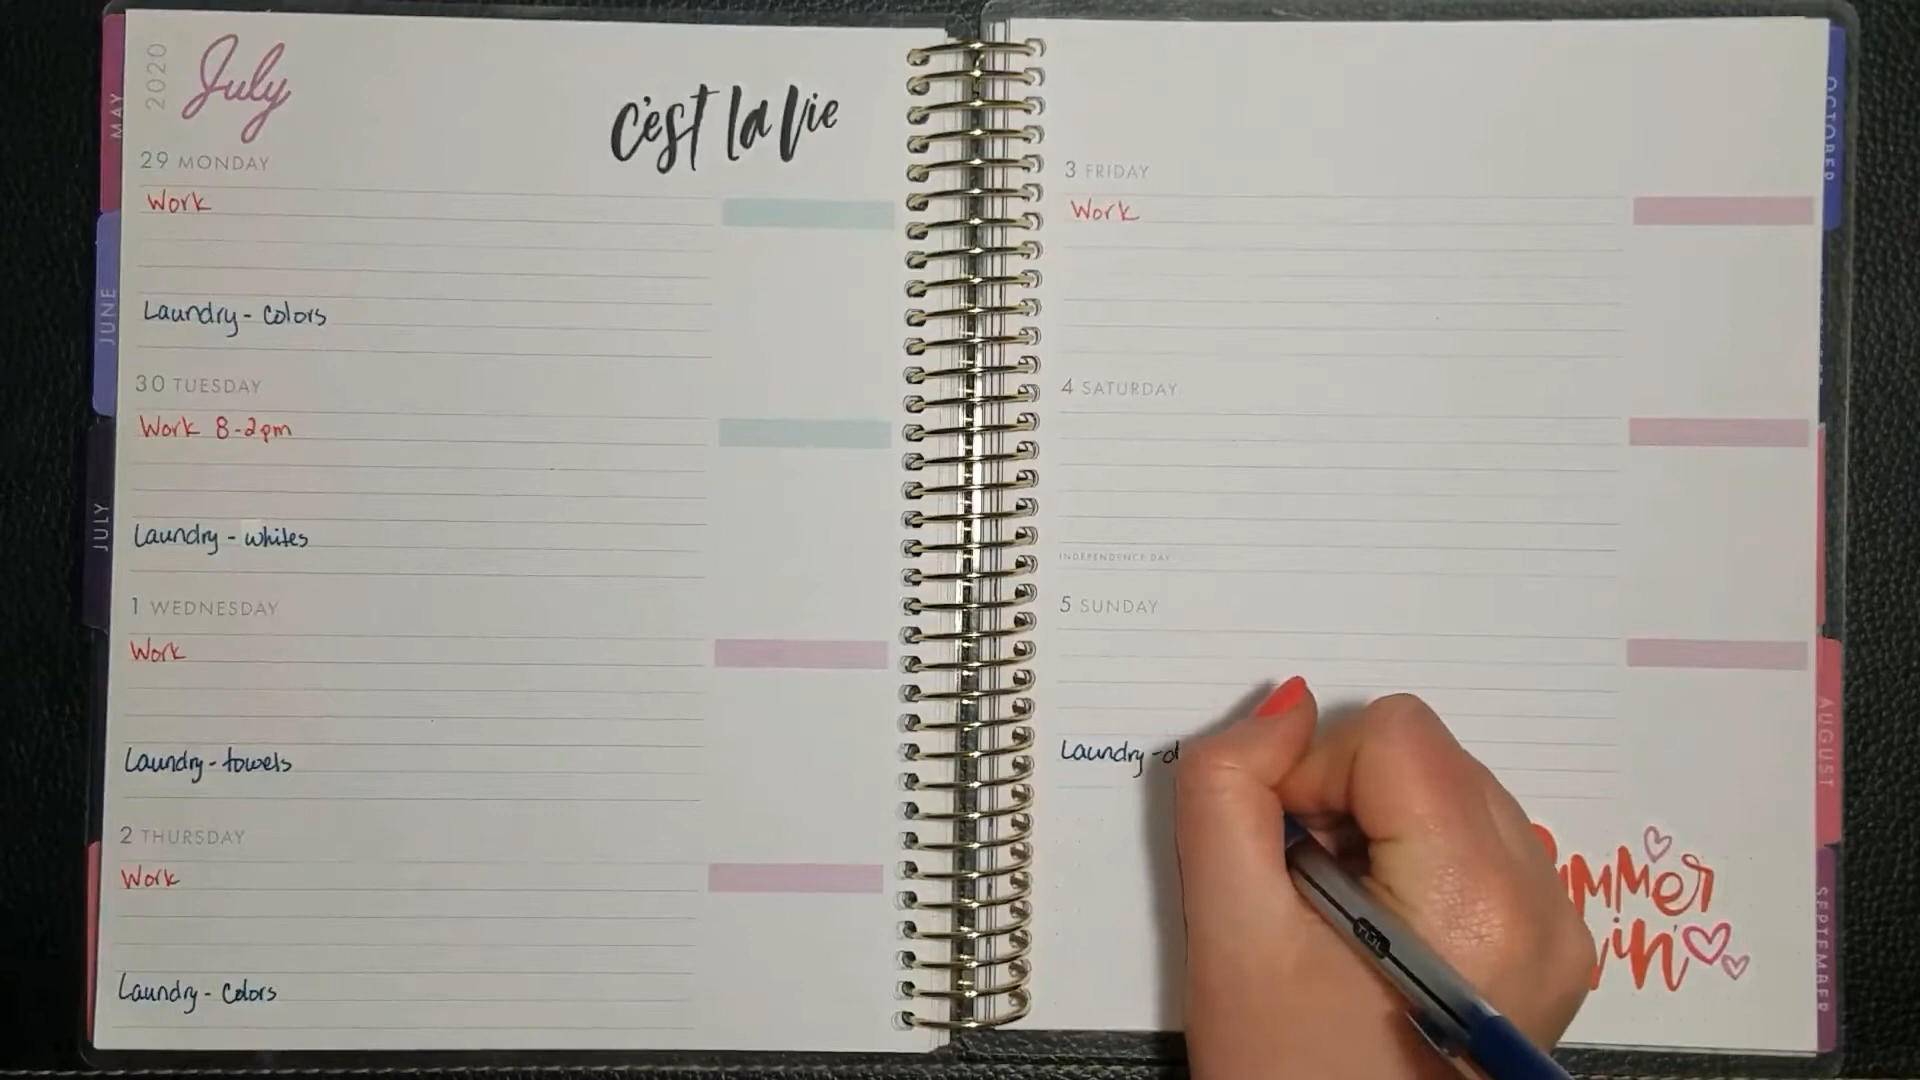 2020
July
c'est la vie
MAY
JUNE
JULY
29 MONDAY
Work
Laundry - colors
30 TUESDAY
Work 8-2pm
Laundry - whites
1 WEDNESDAY
Work
Laundry - towels
2 THURSDAY
Work
Laundry - colors
3 FRIDAY
Work
4 SATURDAY
INDEPENDENCE DAY
5 SUNDAY
Laundry -
TUL
OCTOBER
AUGUST
SEPTEMBER